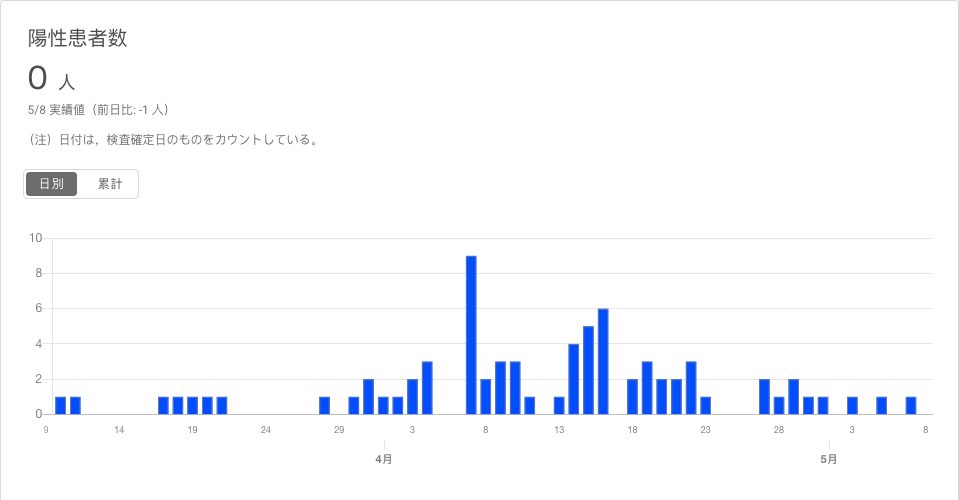 陽性患者数
0 人
5/8 実績値（前日比: -1 人）
（注）日付は，検査確定日のものをカウントしている。
日別 累計
10
8
6
4
2
0
9 14 19 24 29 3 8 13 18 23 28 3 8
4月 5月